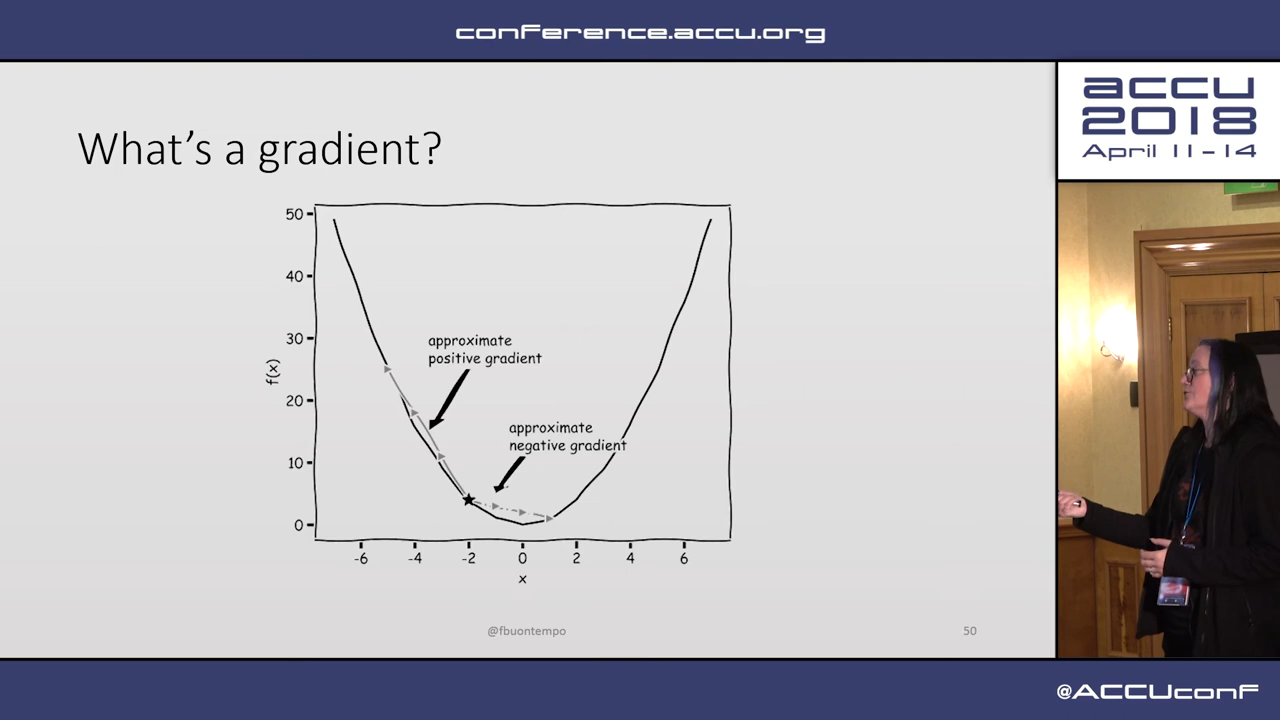 conference.accu.org
accu
2018
April 11-14
What's a gradient?
50
40
30
20
10
0
f(x)
approximate
positive gradient
approximate
negative gradient
-6 -4 -2 0 2 4 6
x
@fbuontempo
50
@ACCUconf